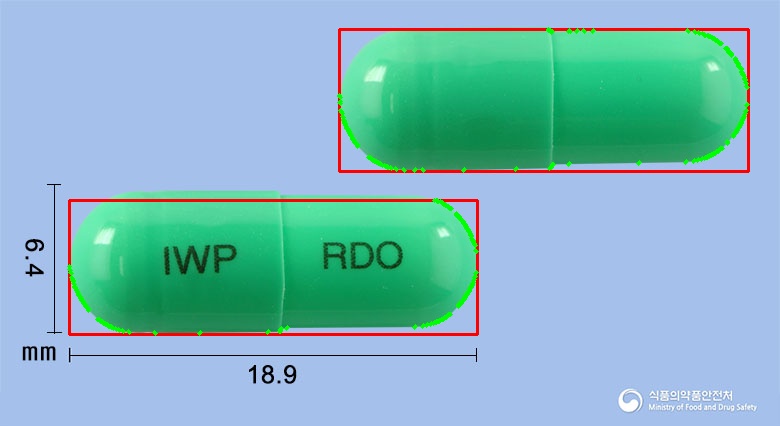 IWP RDO
6.4
mm
18.9
식품의약품안전처
Ministry of Food and Drug Safety